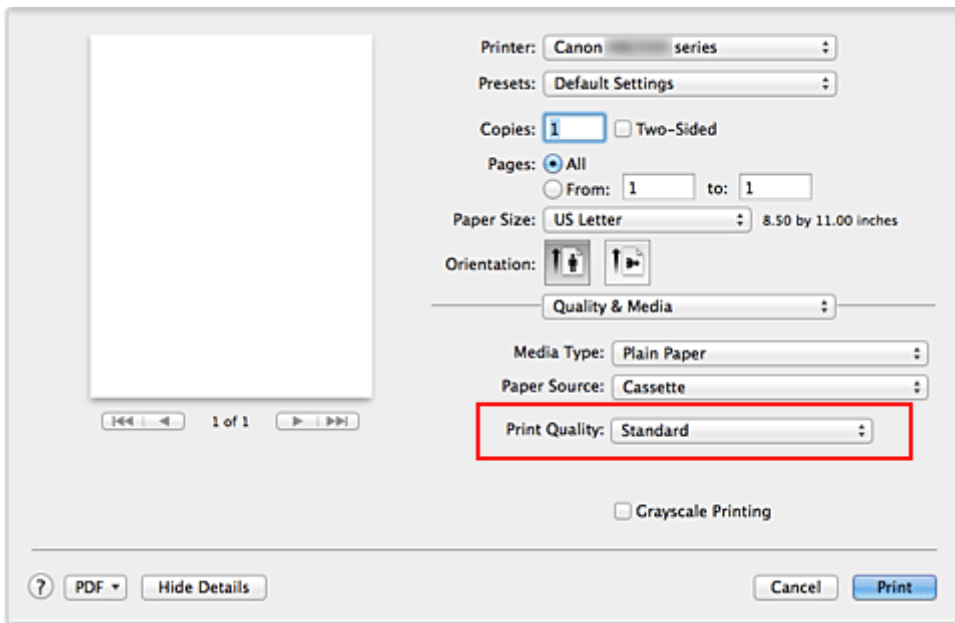 Printer: Canon series
Presets: Default Settings
Copies: 1 Two-Sided
Pages: All
From: 1 to: 1
Paper Size: US Letter 8.50 by 11.00 inches
Orientation:
Quality & Media
Media Type: Plain Paper
Paper Source: Cassette
1 of 1
Print Quality: Standard
Grayscale Printing
? PDF Hide Details Cancel Print